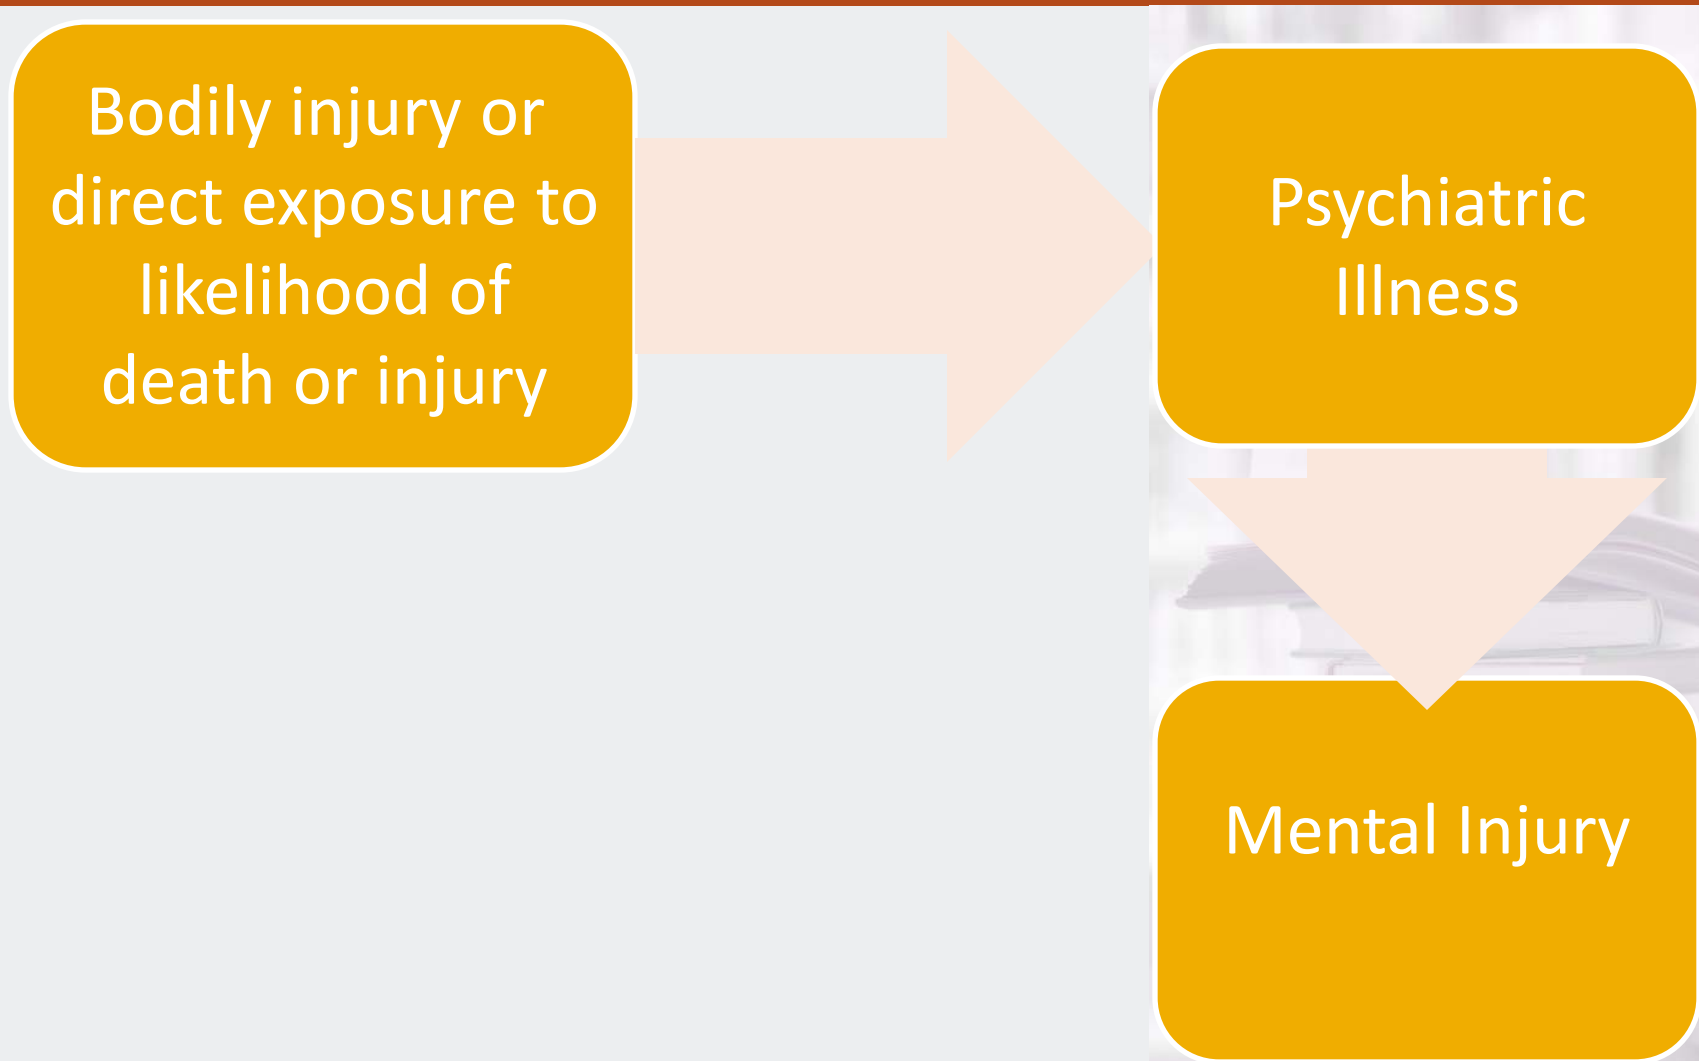 Bodily injury or
direct exposure to
likelihood of
death or injury
Psychiatric
Illness
Mental Injury